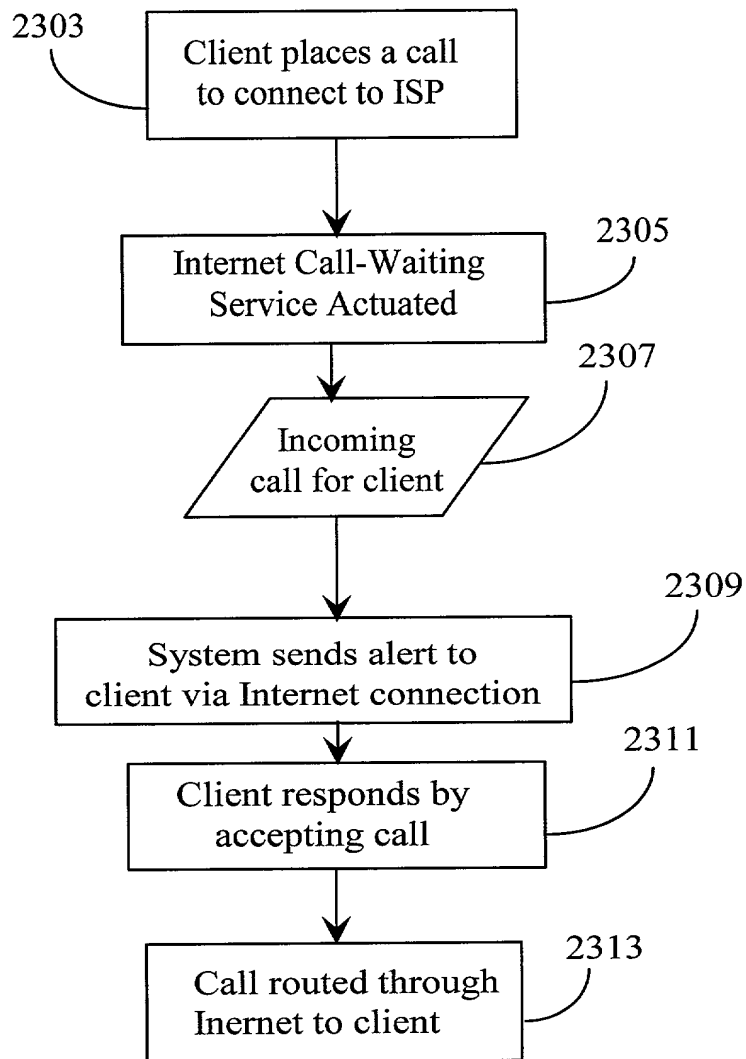 2303
Client places a call
to connect to ISP
2305
Internet Call-Waiting
Service Actuated
2307
Incoming
call for client
2309
System sends alert to
client via Internet connection
2311
Client responds by
accepting call
2313
Call routed through
Inernet to client